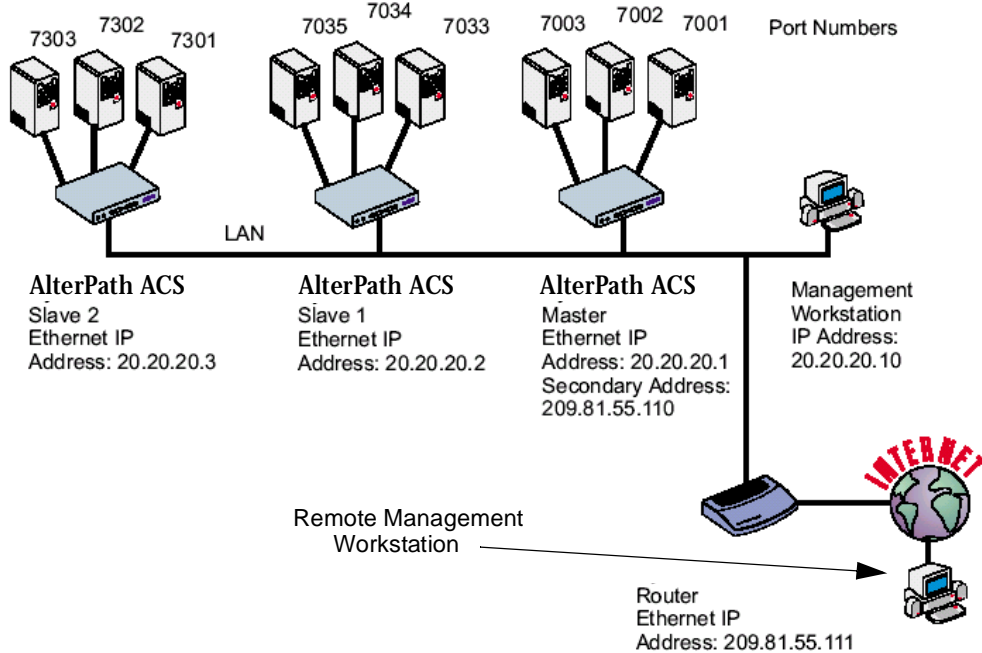 7303 7302 7301
7035 7034 7033
7003 7002 7001
Port Numbers
LAN
AlterPath ACS
Slave 2
Ethernet IP
Address: 20.20.20.3
AlterPath ACS
Slave 1
Ethernet IP
Address: 20.20.20.2
AlterPath ACS
Master
Ethernet IP
Address: 20.20.20.1
Secondary Address:
209.81.55.110
Management
Workstation
IP Address:
20.20.20.10
INTERNET
Remote Management
Workstation
Router
Ethernet IP
Address: 209.81.55.111